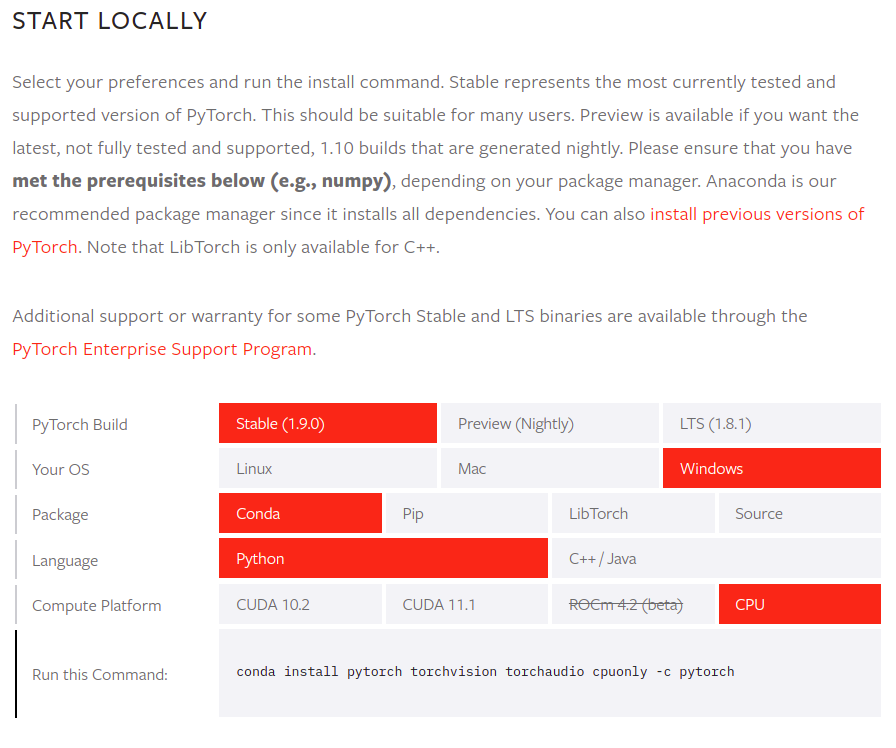 START LOCALLY
Select your preferences and run the install command. Stable represents the most currently tested and
supported version of PyTorch. This should be suitable for many users. Preview is available if you want the
latest, not fully tested and supported, 1.10 builds that are generated nightly. Please ensure that you have
met the prerequisites below (e.g., numpy), depending on your package manager. Anaconda is our
recommended package manager since it installs all dependencies. You can also install previous versions of
PyTorch. Note that LibTorch is only available for C++.
Additional support or warranty for some PyTorch Stable and LTS binaries are available through the
PyTorch Enterprise Support Program.
PyTorch Build Stable (1.9.0) Preview (Nightly) LTS (1.8.1)
Your OS Linux Mac Windows
Package Conda Pip LibTorch Source
Language Python C++ / Java
Compute Platform CUDA 10.2 CUDA 11.1 ROCm 4.2 (beta) CPU
Run this Command: conda install pytorch torchvision torchaudio cpuonly -c pytorch